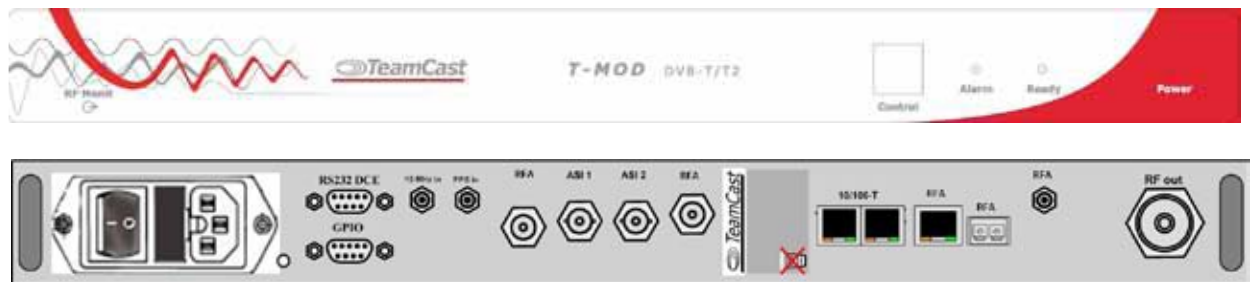 TeamCast
T-MOD DVB-T/T2
RF Monit
Control
Alarm
Ready
Power
RS232 DCE
GPIO
10 MHz in
PPS in
RFA
ASI 1
ASI 2
RFA
TeamCast
10/100-T
RFA
RFA
RFA
RF out